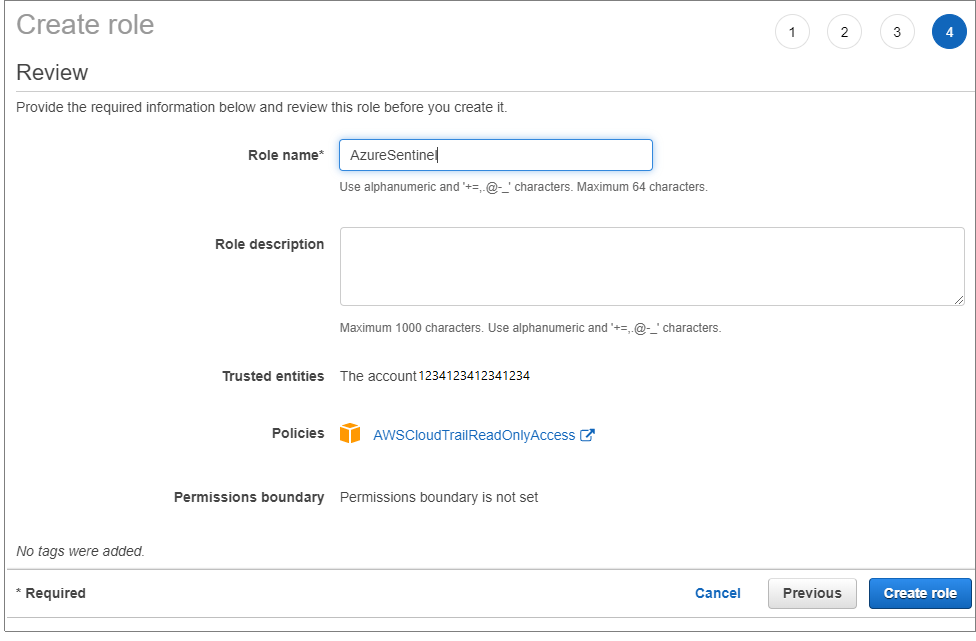 Create role
1 2 3 4
Review
Provide the required information below and review this role before you create it.
Role name* AzureSentinel
Use alphanumeric and '+=,.@-_' characters. Maximum 64 characters.
Role description
Maximum 1000 characters. Use alphanumeric and '+=,.@-_' characters.
Trusted entities The account 1234123412341234
Policies AWSCloudTrailReadOnlyAccess
Permissions boundary Permissions boundary is not set
No tags were added.
* Required Cancel Previous Create role